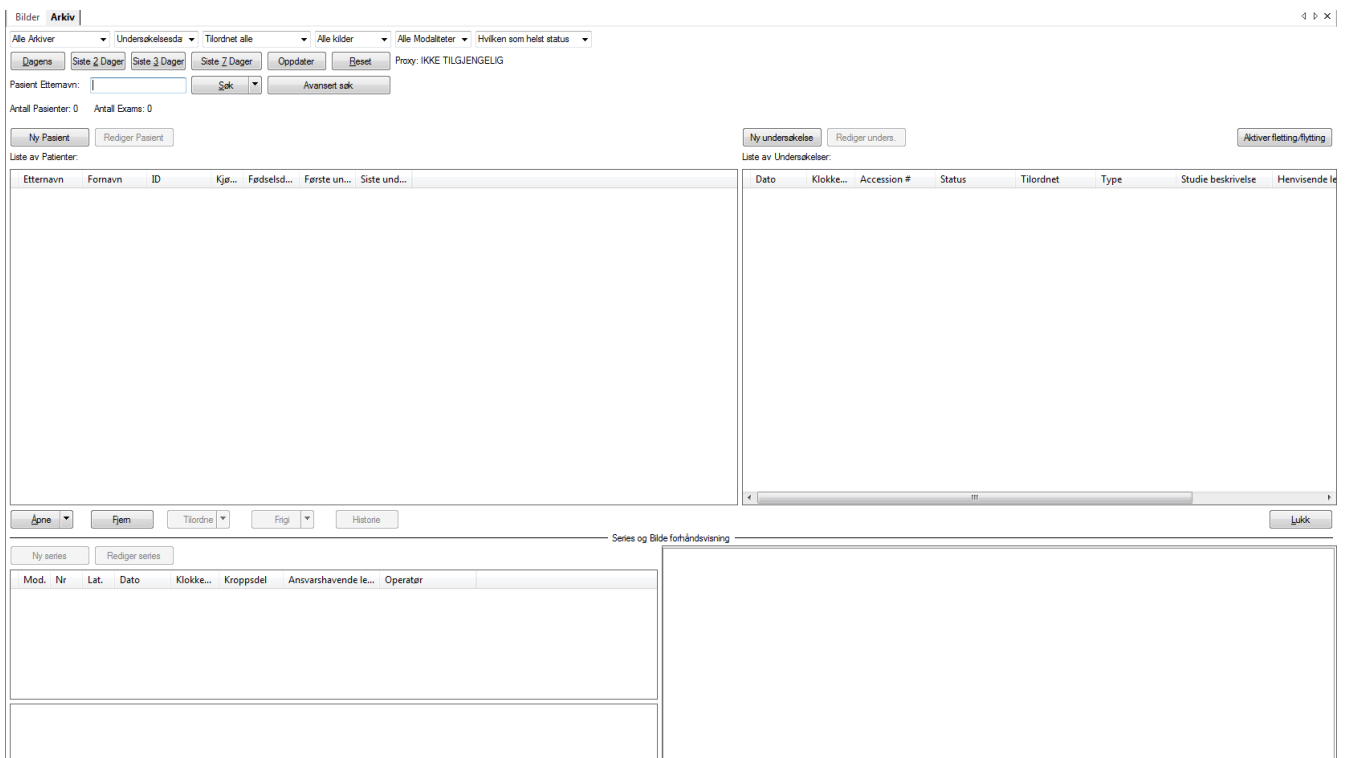 Bilder Arkiv
Alle Arkiver Undersøkelsesda Tilordnet alle Alle kilder Alle Modaliteter Hvilken som helst status
Dagens Siste 2 Dager Siste 3 Dager Siste 7 Dager Oppdater Reset Proxy: IKKE TILGJENGELIG
Pasient Etternavn: Søk Avansert søk
Antall Pasienter: 0 Antall Exams: 0
Ny Pasient Rediger Pasient Ny undersøkelse Rediger unders. Aktiver fletting/flytting
Liste av Patienter: Liste av Undersøkelser:
Etternavn Fornavn ID Kjø... Fødselsd... Første un... Siste und... Dato Klokke... Accession # Status Tilordnet Type Studie beskrivelse Henvisende le
Åpne Fjern Tilordne Frigi Historie Lukk
Series og Bilde forhåndsvisning
Ny series Rediger series
Mod. Nr Lat. Dato Klokke... Kroppsdel Ansvarshavende le... Operatør